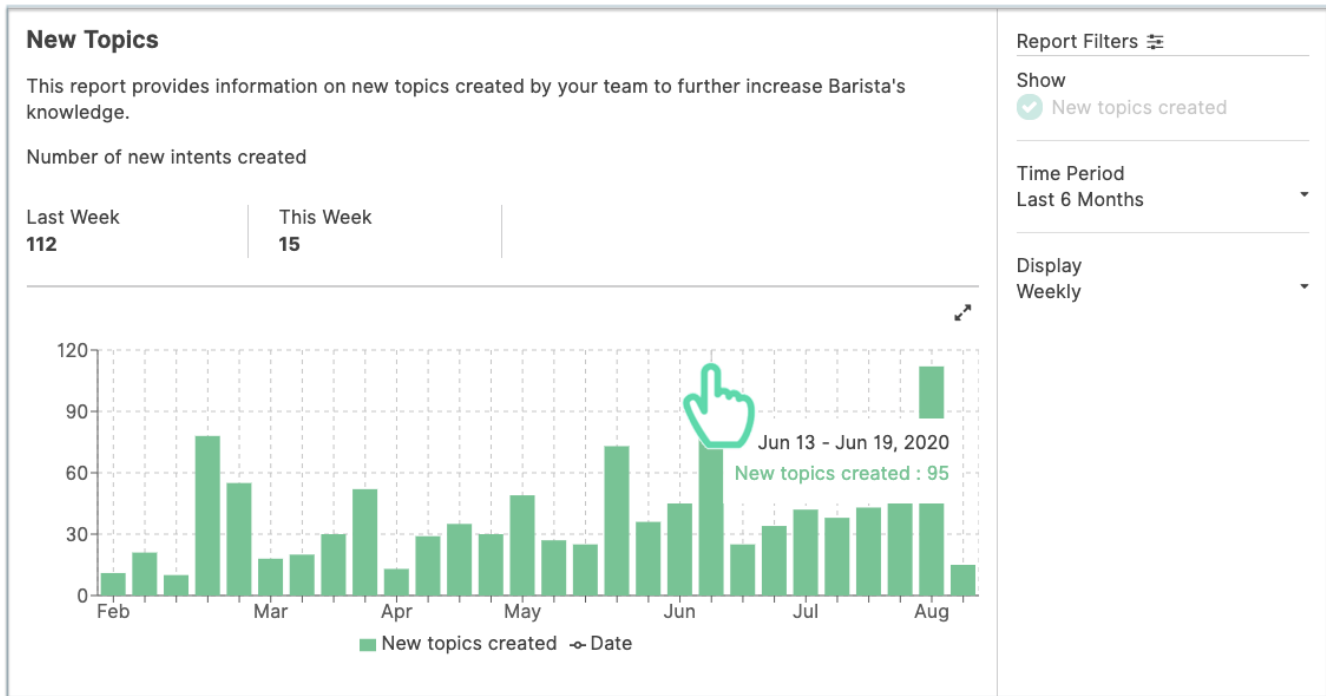 New Topics
This report provides information on new topics created by your team to further increase Barista's
knowledge.
Number of new intents created
Last Week
112
This Week
15
120
90
60
30
0
Feb
Mar
Apr
May
Jun
Jul
Aug
Jun 13 - Jun 19, 2020
New topics created : 95
New topics created
Date
Report Filters
Show
New topics created
Time Period
Last 6 Months
Display
Weekly